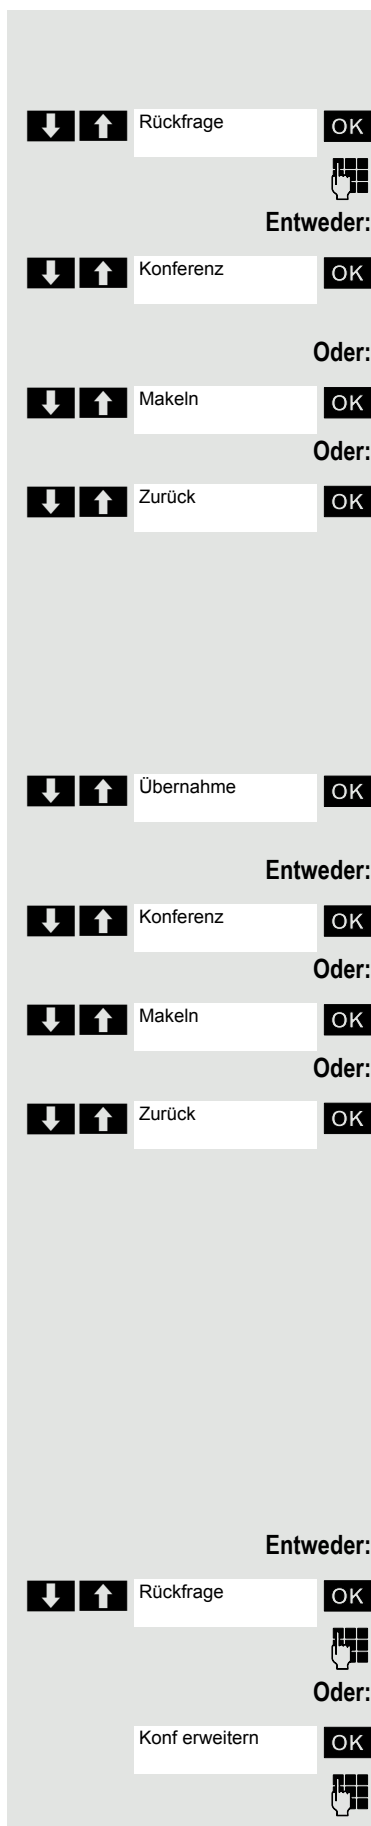 Rückfrage OK
Entweder:
Konferenz OK
Oder:
Makeln OK
Oder:
Zurück OK
Übernahme OK
Entweder:
Konferenz OK
Oder:
Makeln OK
Oder:
Zurück OK
Entweder:
Rückfrage OK
Oder:
Konf erweitern OK